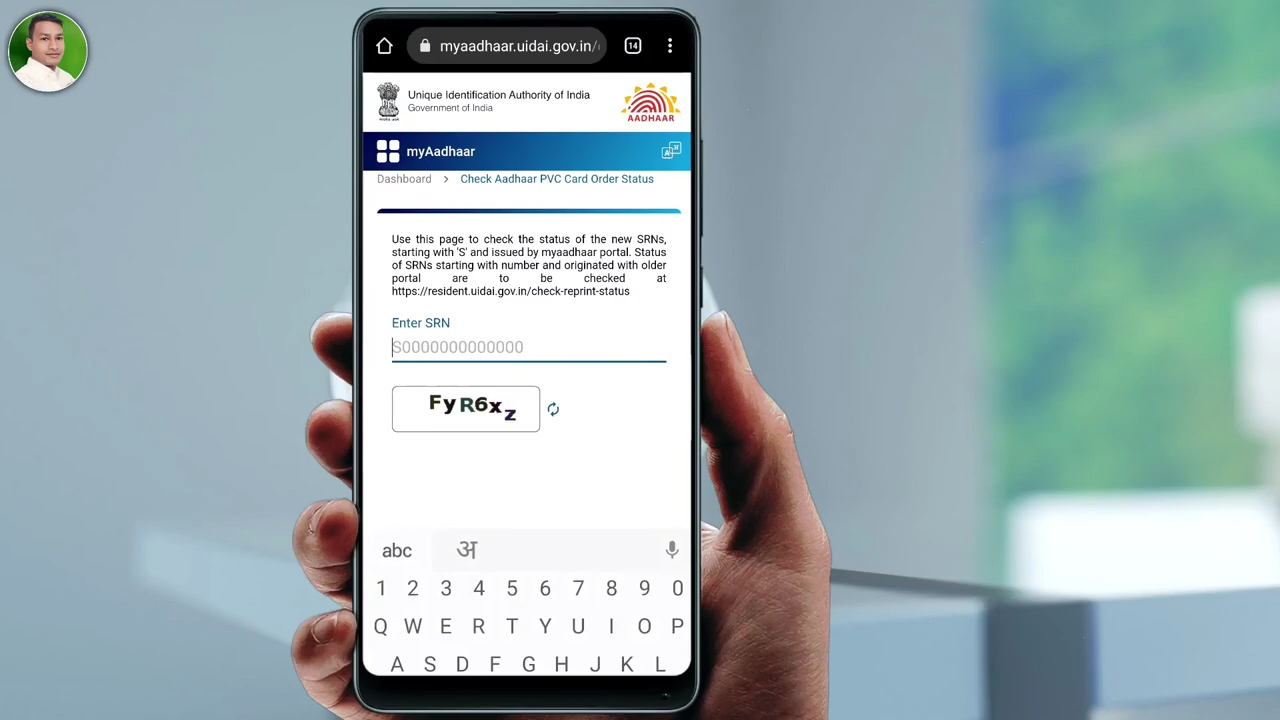 myaadhaar.uidai.gov.in/
14
Unique Identification Authority of India
Government of India
AADHAAR
myAadhaar
Dashboard > Check Aadhaar PVC Card Order Status
Use this page to check the status of the new SRNs,
starting with 'S' and issued by myaadhaar portal. Status
of SRNs starting with number and originated with older
portal are to be checked at
https://resident.uidai.gov.in/check-reprint-status
Enter SRN
S0000000000000
FyR6xz
abc अ
1 2 3 4 5 6 7 8 9 0
Q W E R T Y U I O P
A S D F G H J K L